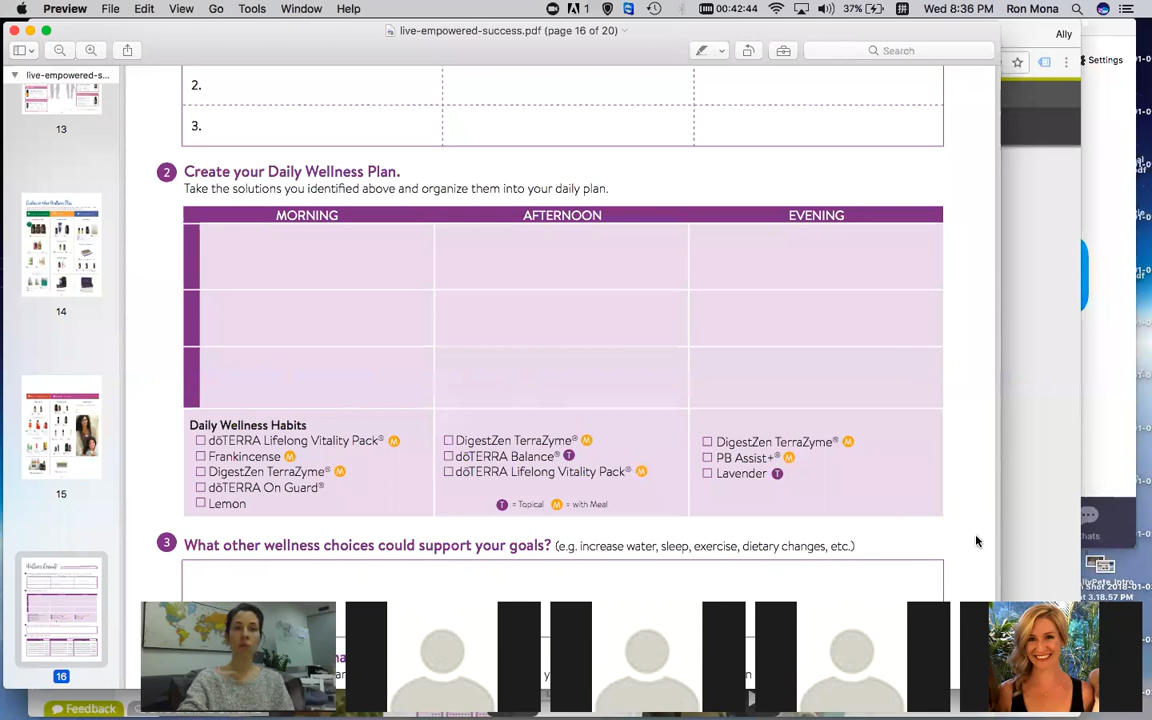 Preview File Edit View Go Tools Window Help 1 00:42:44 37% Wed 8:36 PM Ron Mona
live-empowered-success.pdf (page 16 of 20)
Ally
Search
Settings
live-empowered-s...
13
14
15
16
2.
3.
2 Create your Daily Wellness Plan.
Take the solutions you identified above and organize them into your daily plan.
MORNING AFTERNOON EVENING
Daily Wellness Habits
dōTERRA Lifelong Vitality Pack® M
Frankincense M
DigestZen TerraZyme® M
dōTERRA On Guard®
Lemon
DigestZen TerraZyme® M
dōTERRA Balance® T
dōTERRA Lifelong Vitality Pack® M
T = Topical M = with Meal
DigestZen TerraZyme® M
PB Assist+® M
Lavender T
3 What other wellness choices could support your goals? (e.g. increase water, sleep, exercise, dietary changes, etc.)
Feedback